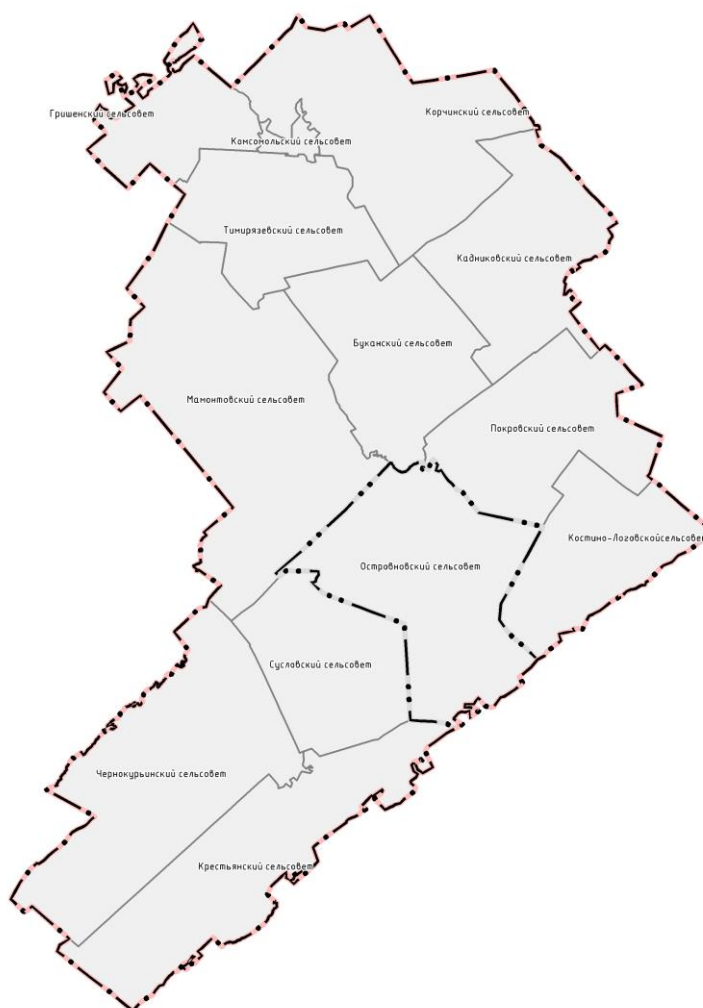 Гришенский сельсовет
Корчинский сельсовет
Комсомольский сельсовет
Тимирязевский сельсовет
Кадниковский сельсовет
Буканский сельсовет
Мамонтовский сельсовет
Покровский сельсовет
Костино-Логовскойсельсовет
Островновский сельсовет
Сусловский сельсовет
Чернокурьинский сельсовет
Крестьянский сельсовет